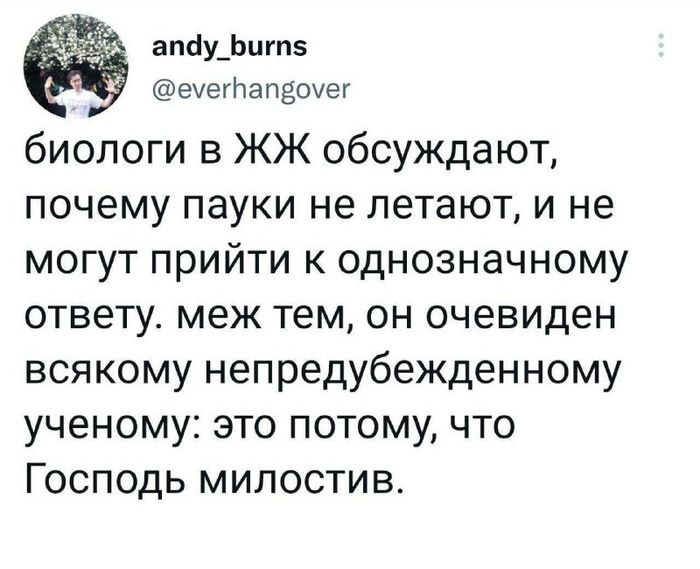 andy_burns
@everhangover
биологи в ЖЖ обсуждают,
почему пауки не летают, и не
могут прийти к однозначному
ответу. меж тем, он очевиден
всякому непредубежденному
ученому: это потому, что
Господь милостив.